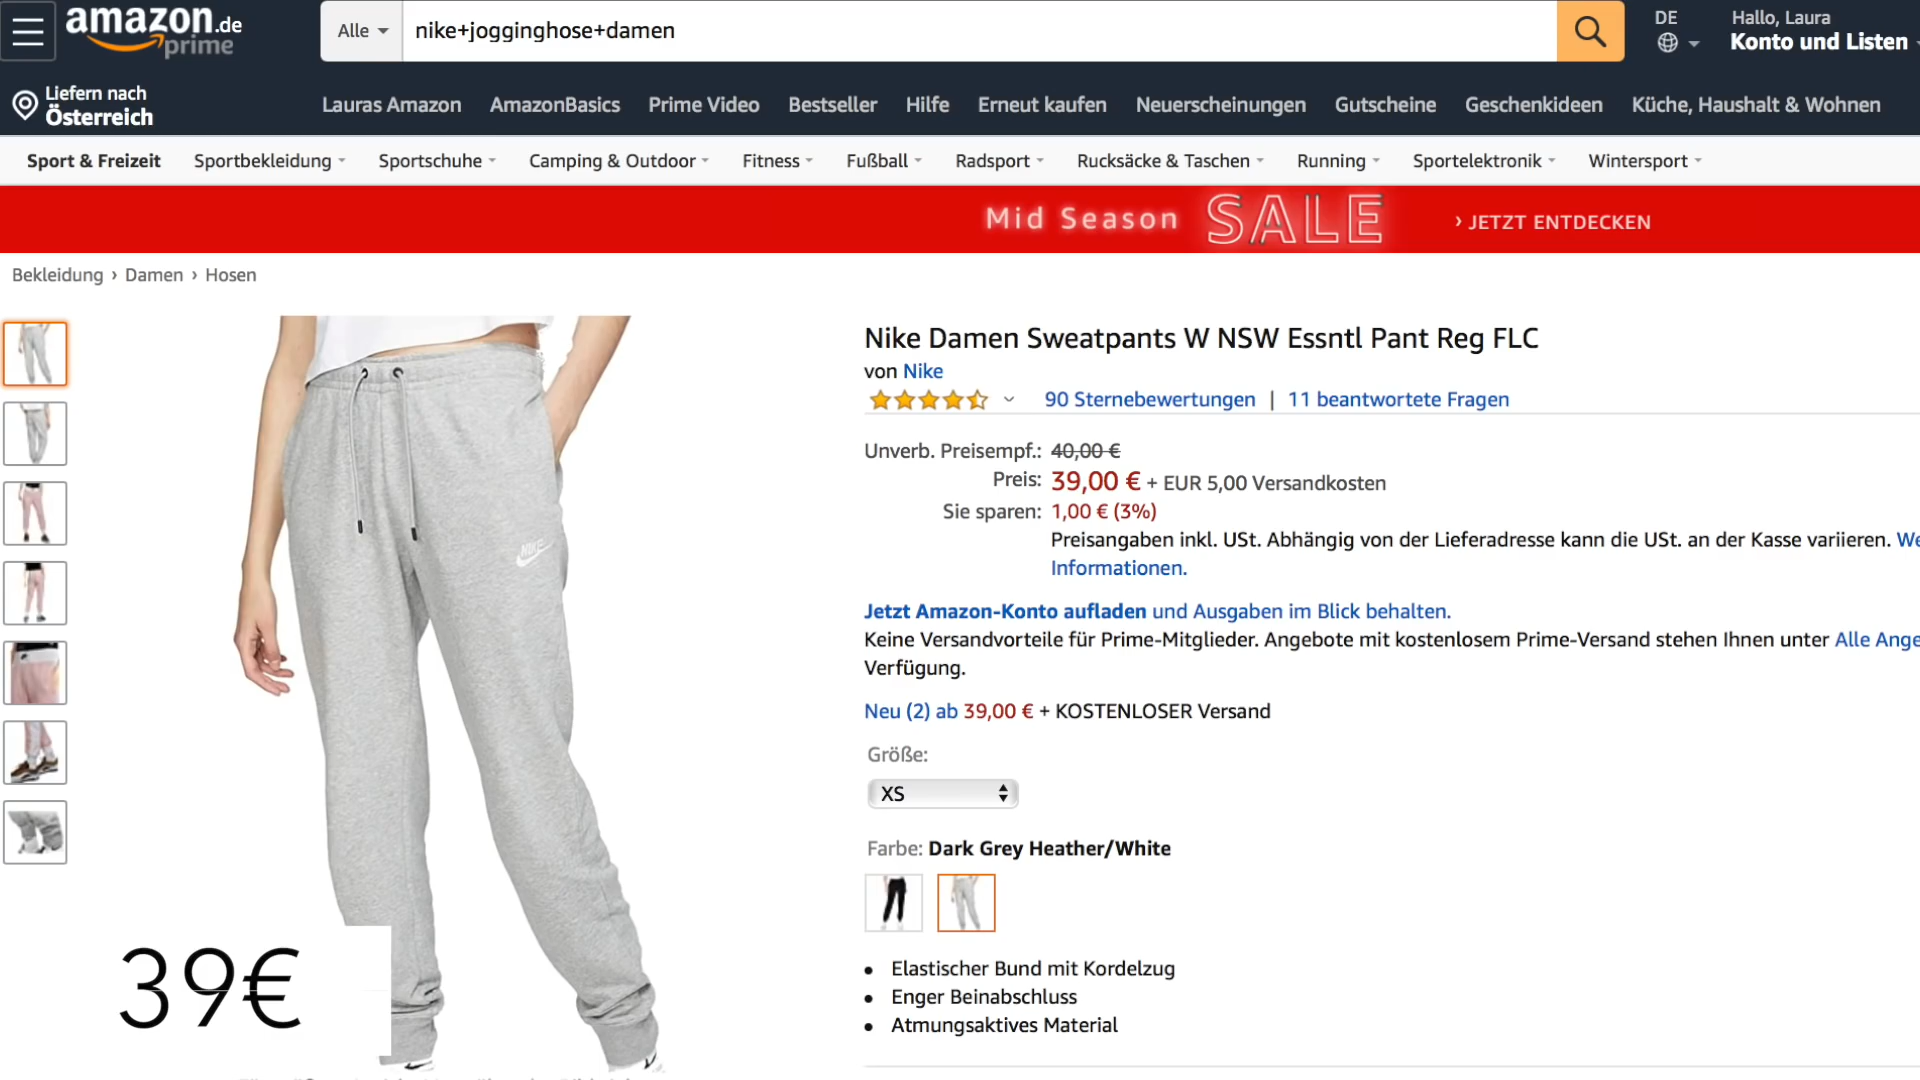 amazon.de
prime
Alle
nike+jogginghose+damen
DE
Hallo, Laura
Konto und Listen
Liefern nach
Österreich
Lauras Amazon AmazonBasics Prime Video Bestseller Hilfe Erneut kaufen Neuerscheinungen Gutscheine Geschenkideen Küche, Haushalt & Wohnen
Sport & Freizeit Sportbekleidung Sportschuhe Camping & Outdoor Fitness Fußball Radsport Rucksäcke & Taschen Running Sportelektronik Wintersport
Mid Season SALE › JETZT ENTDECKEN
Bekleidung › Damen › Hosen
Nike Damen Sweatpants W NSW Essntl Pant Reg FLC
von Nike
90 Sternebewertungen | 11 beantwortete Fragen
Unverb. Preisempf.: 40,00 €
Preis: 39,00 € + EUR 5,00 Versandkosten
Sie sparen: 1,00 € (3%)
Preisangaben inkl. USt. Abhängig von der Lieferadresse kann die USt. an der Kasse variieren.
Informationen.
Jetzt Amazon-Konto aufladen und Ausgaben im Blick behalten.
Keine Versandvorteile für Prime-Mitglieder. Angebote mit kostenlosem Prime-Versand stehen Ihnen unter Alle
Verfügung.
Neu (2) ab 39,00 € + KOSTENLOSER Versand
Größe:
XS
Farbe: Dark Grey Heather/White
• Elastischer Bund mit Kordelzug
• Enger Beinabschluss
• Atmungsaktives Material
NIKE
39€